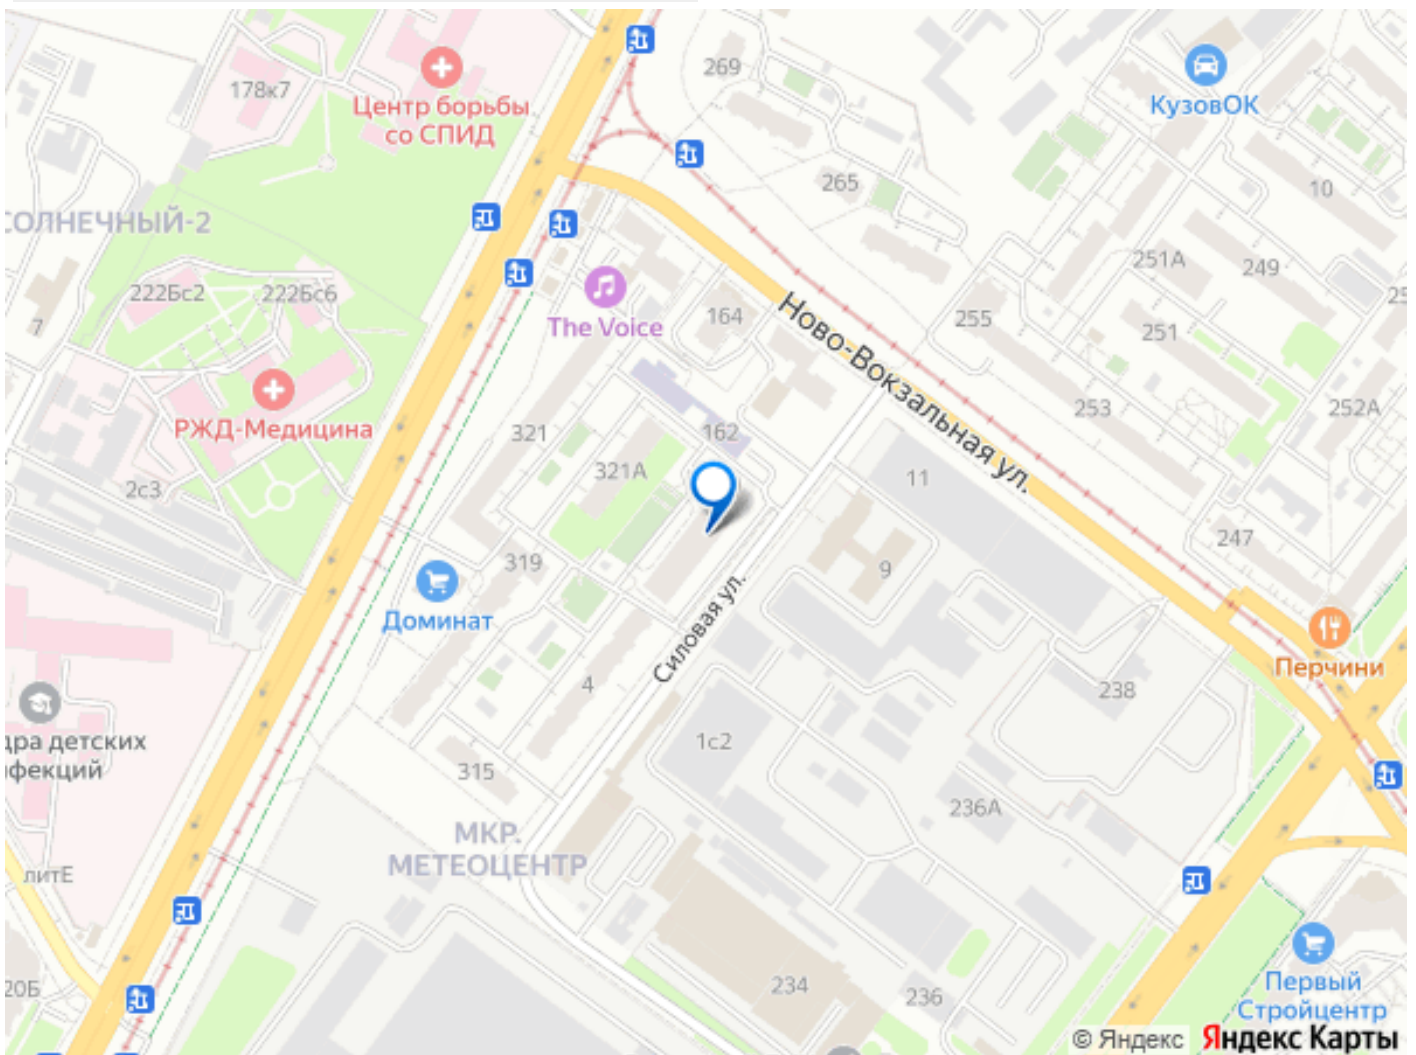 269
178к7
Центр борьбы
со СПИД
КузовОК
265
10
СОЛНЕЧНЫЙ-2
222Бс2
222Бс6
7
251А
249
25
The Voice
164
255
251
Ново-Вокзальная ул.
253
252А
РЖД-Медицина
321
162
321А
11
2с3
247
319
9
Доминат
Силовая ул.
Перчини
4
238
дра детских
фекций
1с2
315
236А
МКР.
МЕТЕОЦЕНТР
литЕ
20Б
234
236
Первый
Стройцентр
© Яндекс Яндекс Карты